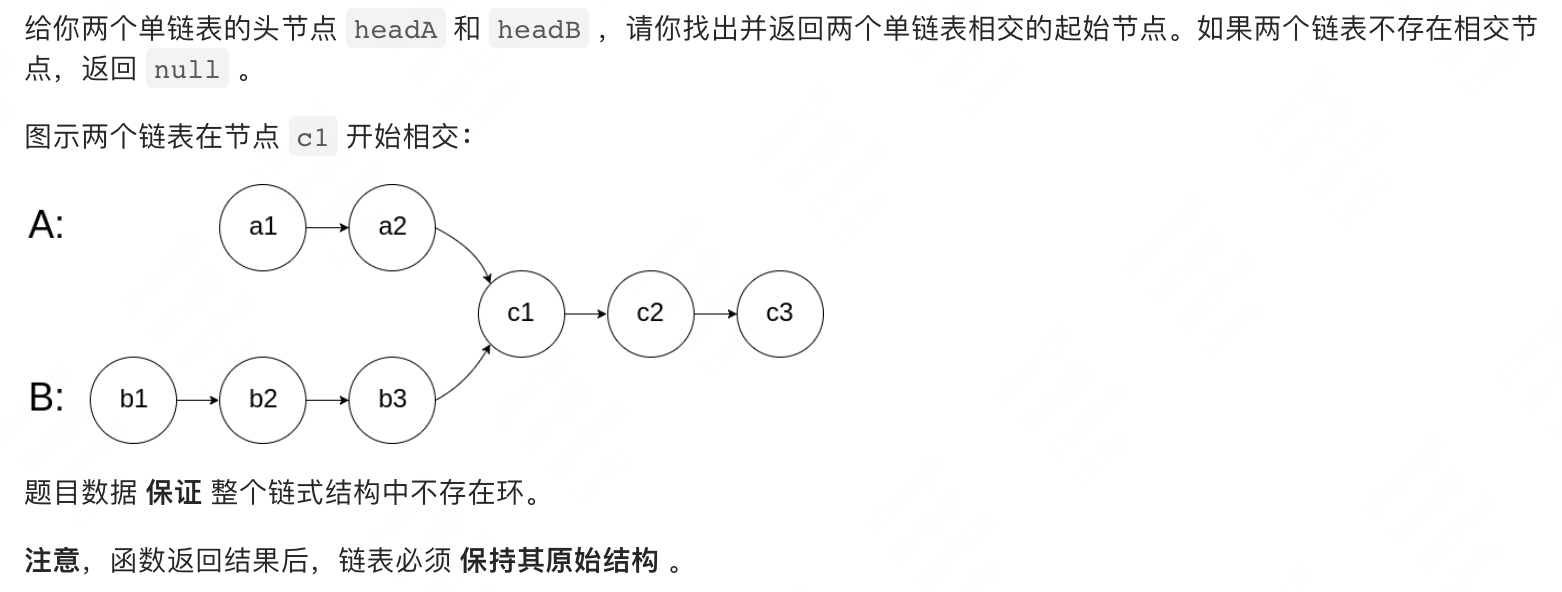 给你两个单链表的头节点 headA 和 headB ，请你找出并返回两个单链表相交的起始节点。如果两个链表不存在相交节
点，返回 null 。
图示两个链表在节点 c1 开始相交：
A:
a1
a2
c1
c2
c3
B:
b1
b2
b3
题目数据 保证 整个链式结构中不存在环。
注意，函数返回结果后，链表必须 保持其原始结构 。